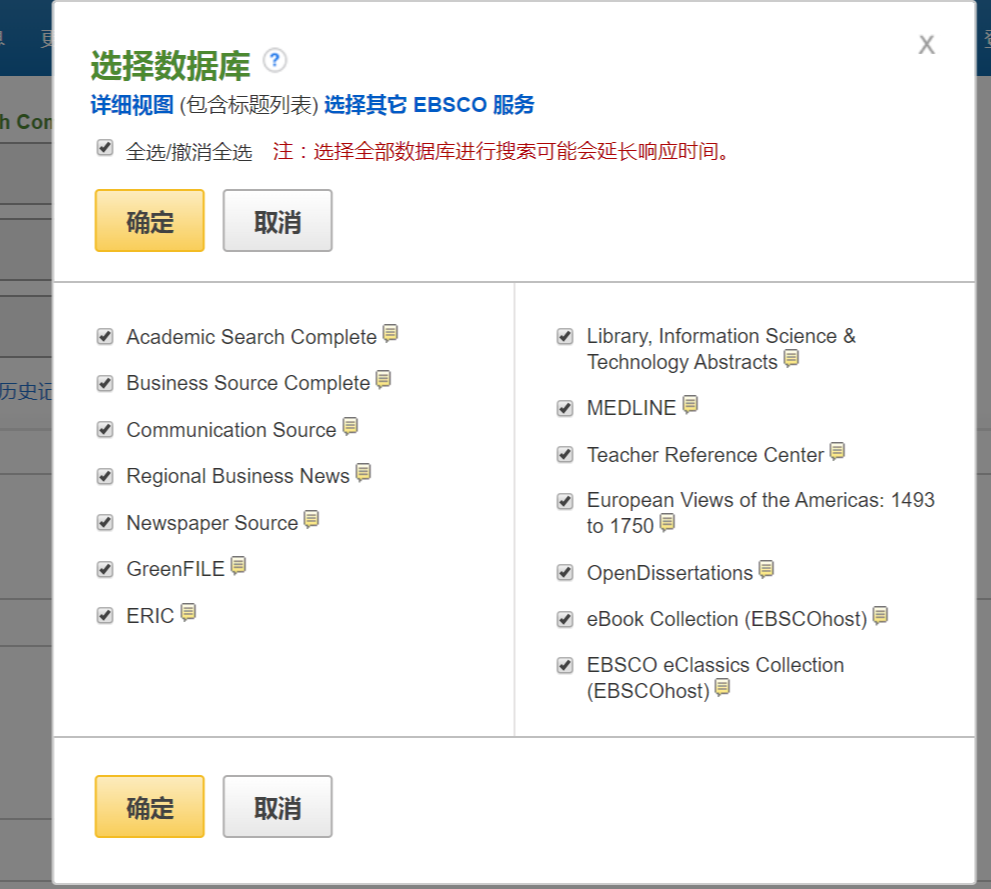 选择数据库 ?
X
详细视图 (包含标题列表) 选择其它 EBSCO 服务
全选/撤消全选 注：选择全部数据库进行搜索可能会延长响应时间。
确定 取消
h Con
历史记
Academic Search Complete
Business Source Complete
Communication Source
Regional Business News
Newspaper Source
GreenFILE
ERIC
Library, Information Science &
Technology Abstracts
MEDLINE
Teacher Reference Center
European Views of the Americas: 1493
to 1750
OpenDissertations
eBook Collection (EBSCOhost)
EBSCO eClassics Collection
(EBSCOhost)
确定 取消